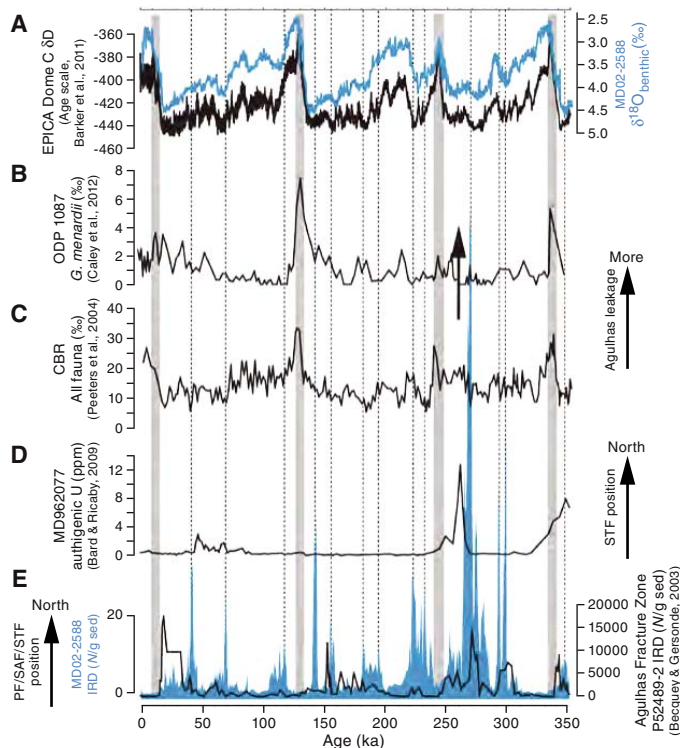 A
EPICA Dome C δD
(Age scale,
Barker et al., 2011)
-360
-380
-400
-420
-440
-460
2.5
3.0
3.5
4.0
4.5
5.0
MD02-2588
δ18Obenthic(‰)
B
ODP 1087
G. menardii (‰)
(Caley et al., 2012)
8
6
4
2
0
More
Agulhas leakage
C
CBR
All fauna (‰)
(Peeters et al., 2004)
40
30
20
10
0
D
MD962077
authigenic U (ppm)
(Bard & Ricaby, 2009)
12
8
4
0
North
STF position
E
North
PF/SAF/STF
position
MD02-2588
IRD (N/g sed)
20
0
20000
15000
10000
5000
0
Agulhas Fracture Zone
P52489-2 IRD (N/g sed)
(Becquey & Gersonde, 2003)
0 50 100 150 200 250 300 350
Age (ka)